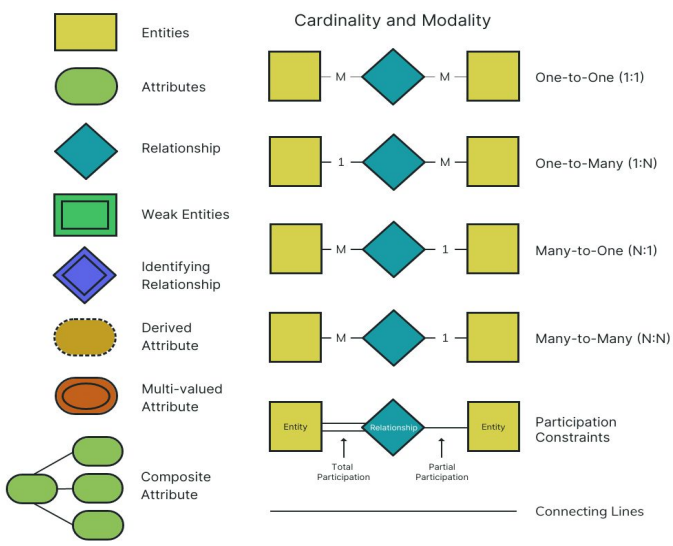 Cardinality and Modality
Entities
Attributes
Relationship
Weak Entities
Identifying
Relationship
Derived
Attribute
Multi-valued
Attribute
Composite
Attribute
M M One-to-One (1:1)
1 M One-to-Many (1:N)
M 1 Many-to-One (N:1)
M 1 Many-to-Many (N:N)
Entity Relationship Entity
Participation
Constraints
Total
Participation
Partial
Participation
Connecting Lines